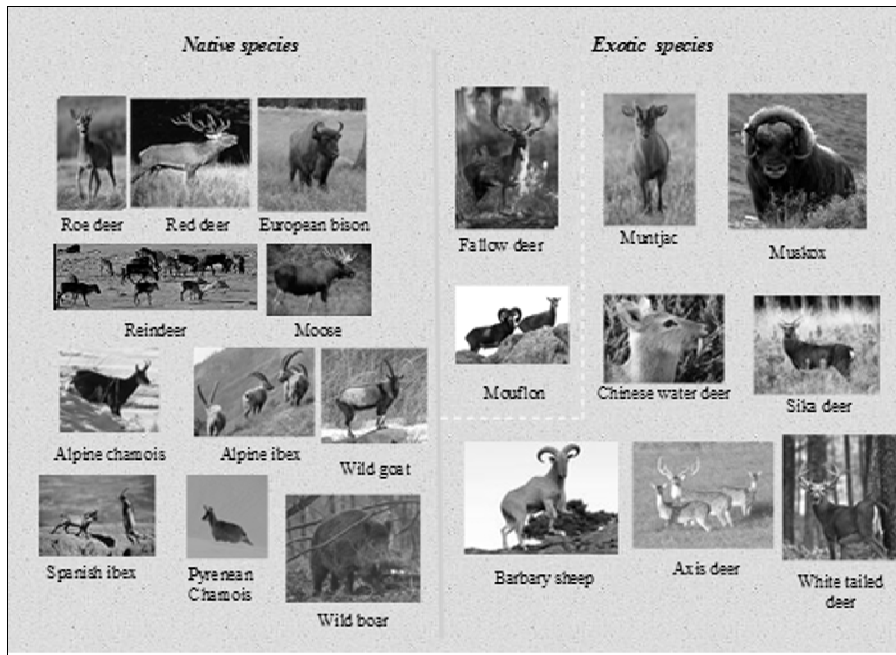 Native species
Exotic species
Roe deer
Red deer
European bison
Fallow deer
Muntjac
Muskox
Reindeer
Moose
Mouflon
Chinese water deer
Sika deer
Alpine chamois
Alpine ibex
Wild goat
Spanish ibex
Pyrenean
Chamois
Wild boar
Barbary sheep
Axis deer
White tailed
deer